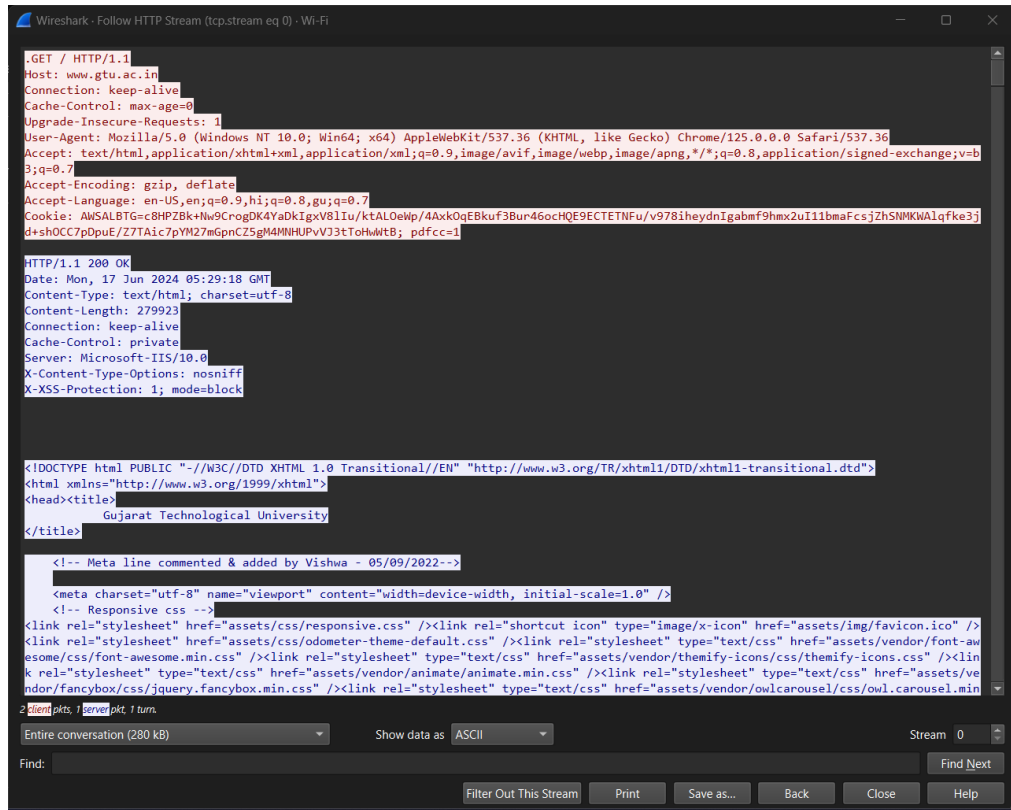 Wireshark · Follow HTTP Stream (tcp.stream eq 0) · Wi-Fi
.GET / HTTP/1.1
Host: www.gtu.ac.in
Connection: keep-alive
Cache-Control: max-age=0
Upgrade-Insecure-Requests: 1
User-Agent: Mozilla/5.0 (Windows NT 10.0; Win64; x64) AppleWebKit/537.36 (KHTML, like Gecko) Chrome/125.0.0.0 Safari/537.36
Accept: text/html,application/xhtml+xml,application/xml;q=0.9,image/avif,image/webp,image/apng,*/*;q=0.8,application/signed-exchange;v=b
3;q=0.7
Accept-Encoding: gzip, deflate
Accept-Language: en-US,en;q=0.9,hi;q=0.8,gu;q=0.7
Cookie: AWSALBTG=c8HPZBk+Nw9CrogDK4YaDkIgxV8lIu/ktALOeWp/4AxkOqEBkuf3Bur46ocHQE9ECTETNFu/v978iheydnIgabmf9hmx2uI11bmaFcsjZhSNMKWAlqfke3j
d+shOCC7pDpuE/Z7TAic7pYM27mGpnCZ5gM4MNHUPvVJ3tToHwWtB; pdfcc=1
HTTP/1.1 200 OK
Date: Mon, 17 Jun 2024 05:29:18 GMT
Content-Type: text/html; charset=utf-8
Content-Length: 279923
Connection: keep-alive
Cache-Control: private
Server: Microsoft-IIS/10.0
X-Content-Type-Options: nosniff
X-XSS-Protection: 1; mode=block
<!DOCTYPE html PUBLIC "-//W3C//DTD XHTML 1.0 Transitional//EN" "http://www.w3.org/TR/xhtml1/DTD/xhtml1-transitional.dtd">
<html xmlns="http://www.w3.org/1999/xhtml">
<head><title>
Gujarat Technological University
</title>
<!-- Meta line commented & added by Vishwa - 05/09/2022-->
<meta charset="utf-8" name="viewport" content="width=device-width, initial-scale=1.0" />
<!-- Responsive css -->
<link rel="stylesheet" href="assets/css/responsive.css" /><link rel="shortcut icon" type="image/x-icon" href="assets/img/favicon.ico" />
<link rel="stylesheet" href="assets/css/odometer-theme-default.css" /><link rel="stylesheet" type="text/css" href="assets/vendor/font-aw
esome/css/font-awesome.min.css" /><link rel="stylesheet" type="text/css" href="assets/vendor/themify-icons/css/themify-icons.css" /><lin
k rel="stylesheet" type="text/css" href="assets/vendor/animate/animate.min.css" /><link rel="stylesheet" type="text/css" href="assets/ve
ndor/fancybox/css/jquery.fancybox.min.css" /><link rel="stylesheet" type="text/css" href="assets/vendor/owlcarousel/css/owl.carousel.min
2 client pkts, 1 server pkt, 1 turn.
Entire conversation (280 kB) Show data as ASCII Stream 0
Find: Find Next
Filter Out This Stream Print Save as... Back Close Help